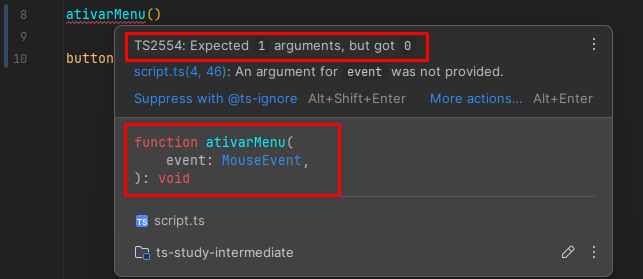 8 ativarMenu()
9
10 button
TS2554: Expected 1 arguments, but got 0
script.ts(4, 46): An argument for event was not provided.
Suppress with @ts-ignore Alt+Shift+Enter More actions... Alt+Enter
function ativarMenu(
event: MouseEvent,
): void
TS script.ts
ts-study-intermediate